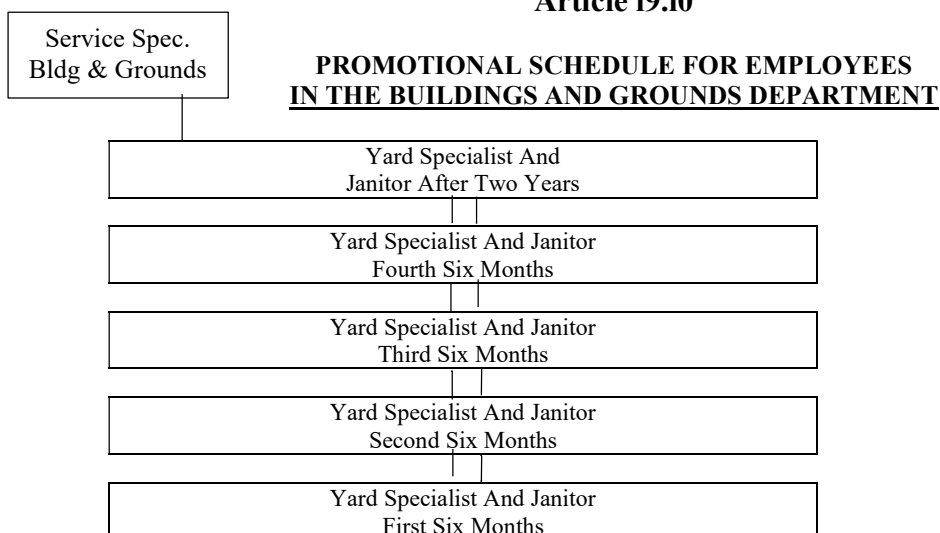 Article 19.10
Service Spec.
Bldg & Grounds
PROMOTIONAL SCHEDULE FOR EMPLOYEES
IN THE BUILDINGS AND GROUNDS DEPARTMENT
Yard Specialist And
Janitor After Two Years
Yard Specialist And Janitor
Fourth Six Months
Yard Specialist And Janitor
Third Six Months
Yard Specialist And Janitor
Second Six Months
Yard Specialist And Janitor
First Six Months